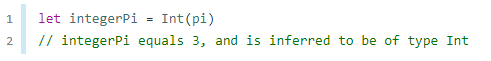 1 let integerPi = Int(pi)
2 // integerPi equals 3, and is inferred to be of type Int